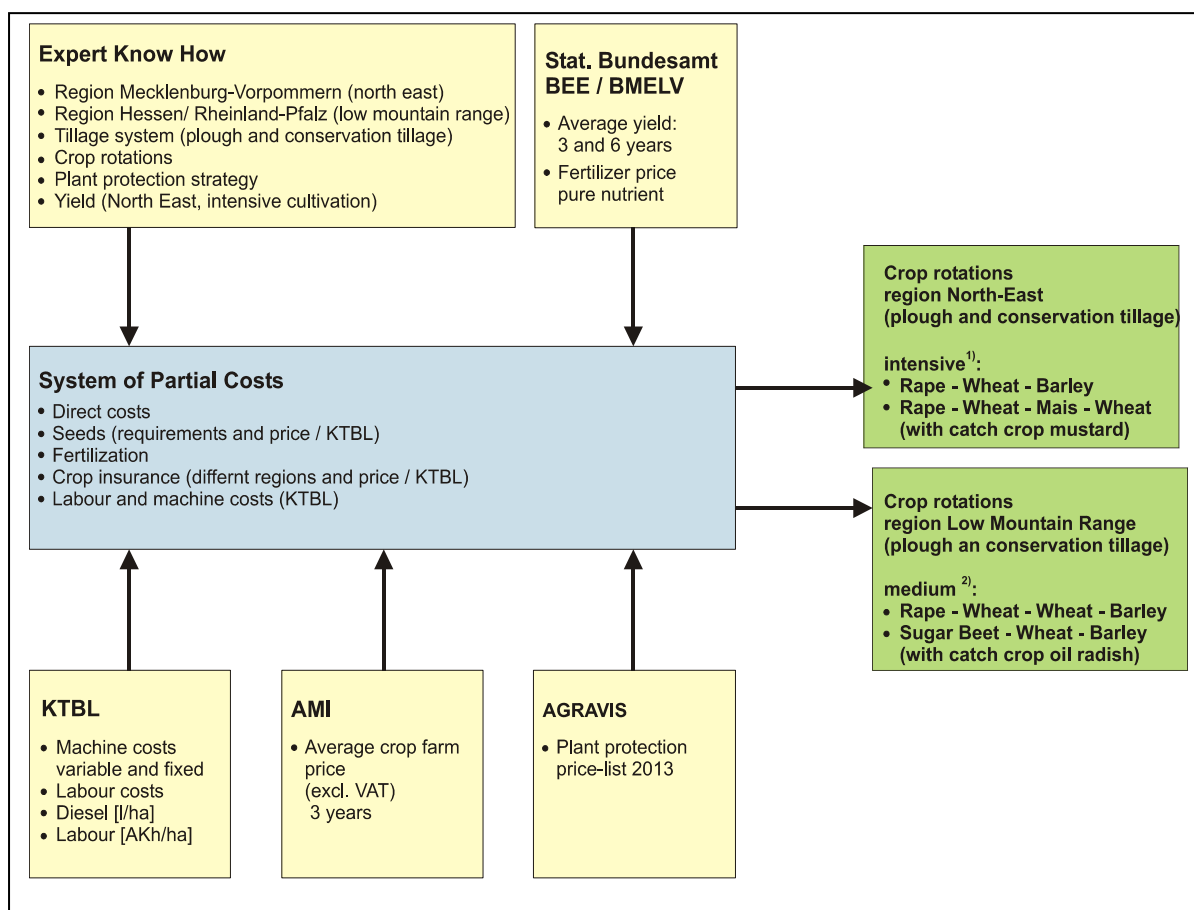 Expert Know How
• Region Mecklenburg-Vorpommern (north east)
• Region Hessen/ Rheinland-Pfalz (low mountain range)
• Tillage system (plough and conservation tillage)
• Crop rotations
• Plant protection strategy
• Yield (North East, intensive cultivation)
Stat. Bundesamt
BEE / BMELV
• Average yield:
3 and 6 years
• Fertilizer price
pure nutrient
System of Partial Costs
• Direct costs
• Seeds (requirements and price / KTBL)
• Fertilization
• Crop insurance (differnt regions and price / KTBL)
• Labour and machine costs (KTBL)
Crop rotations
region North-East
(plough and conservation tillage)
intensive¹⁾:
• Rape - Wheat - Barley
• Rape - Wheat - Mais - Wheat
(with catch crop mustard)
Crop rotations
region Low Mountain Range
(plough an conservation tillage)
medium ²⁾:
• Rape - Wheat - Wheat - Barley
• Sugar Beet - Wheat - Barley
(with catch crop oil radish)
KTBL
• Machine costs
variable and fixed
• Labour costs
• Diesel [l/ha]
• Labour [AKh/ha]
AMI
• Average crop farm
price
(excl. VAT)
3 years
AGRAVIS
• Plant protection
price-list 2013